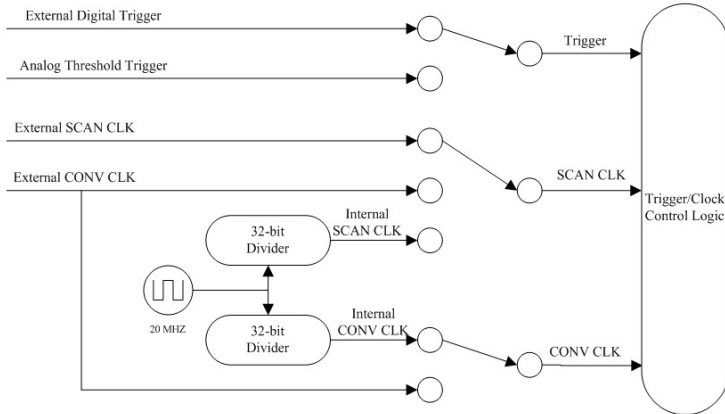 External Digital Trigger
Trigger
Analog Threshold Trigger
External SCAN CLK
External CONV CLK
SCAN CLK
Trigger/Clock
Control Logic
Internal
SCAN CLK
32-bit
Divider
20 MHZ
Internal
CONV CLK
32-bit
Divider
CONV CLK